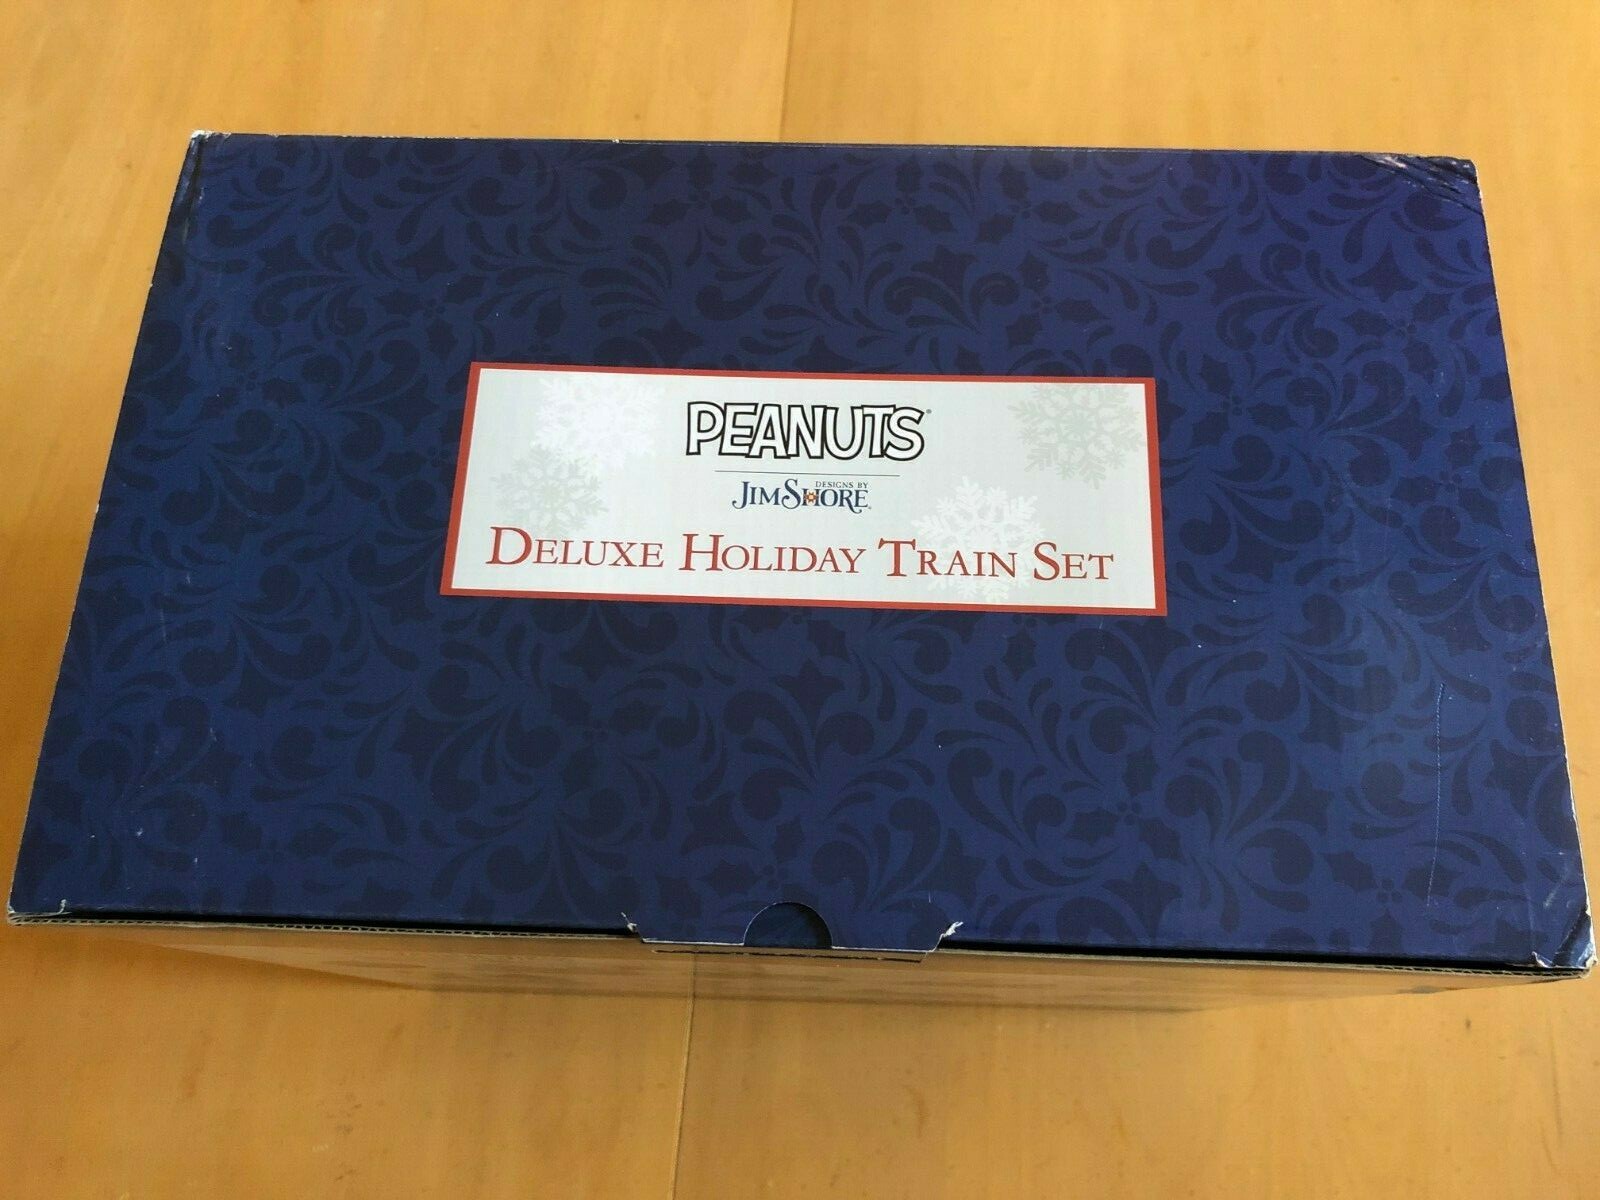 PEANUTS®
DESIGNS BY
JIM SHORE®
DELUXE HOLIDAY TRAIN SET